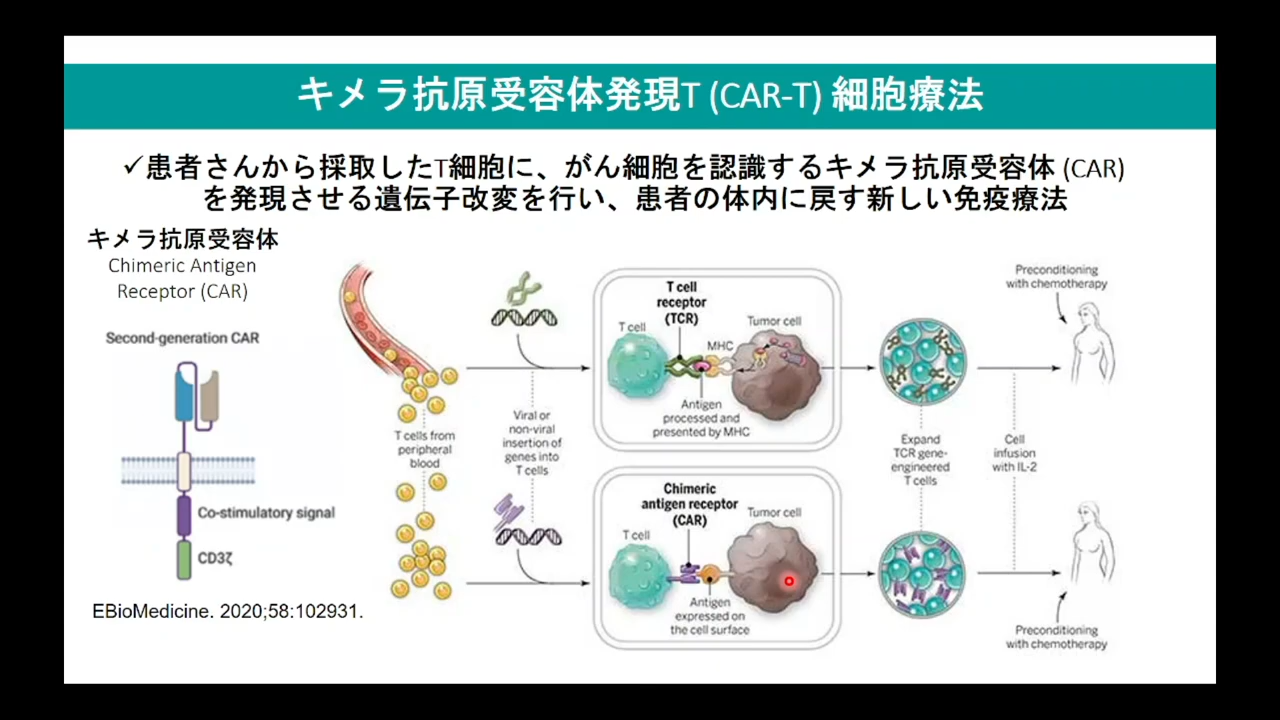 キメラ抗原受容体発現T (CAR-T) 細胞療法
✓患者さんから採取したT細胞に、がん細胞を認識するキメラ抗原受容体 (CAR)
を発現させる遺伝子改変を行い、患者の体内に戻す新しい免疫療法
キメラ抗原受容体
Chimeric Antigen
Receptor (CAR)
Second-generation CAR
Co-stimulatory signal
CD3ζ
EBioMedicine. 2020;58:102931.
T cells from
peripheral
blood
Viral or
non-viral
insertion of
genes into
T cells
T cell
receptor
(TCR)
T cell
Tumor cell
MHC
Antigen
processed and
presented by MHC
Chimeric
antigen receptor
(CAR)
T cell
Tumor cell
Antigen
expressed on
the cell surface
Expand
TCR gene-
engineered
T cells
Cell
infusion
with IL-2
Preconditioning
with chemotherapy
Preconditioning
with chemotherapy